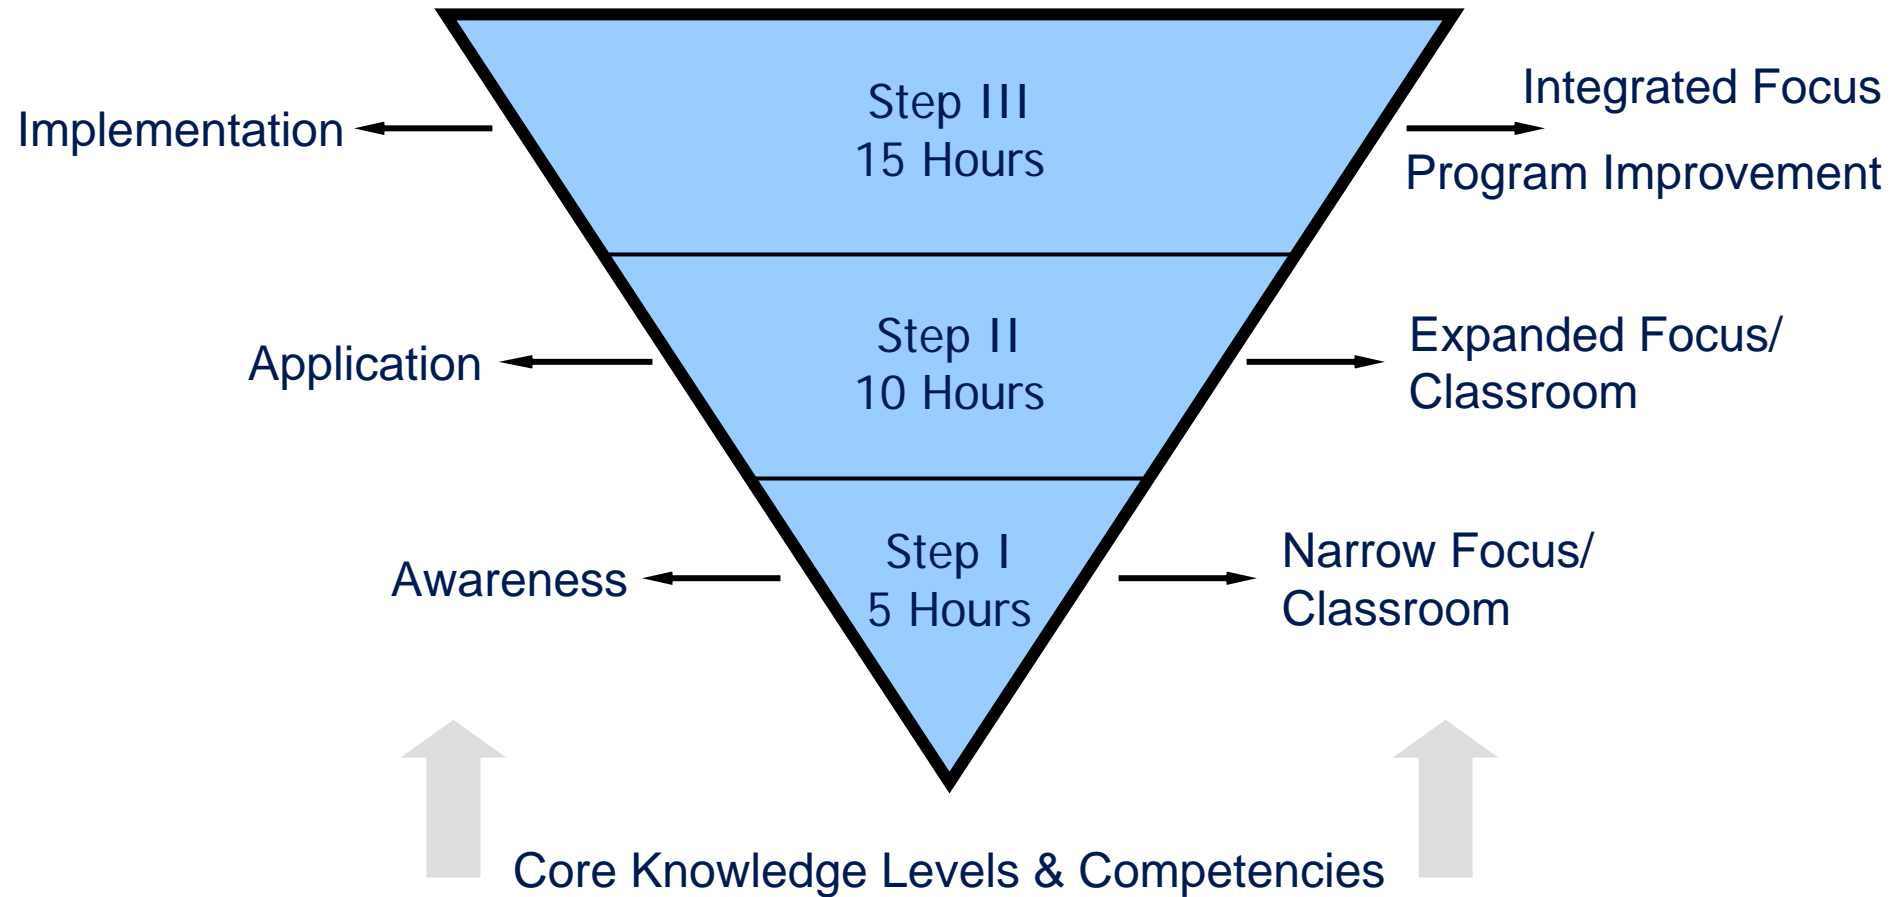 Implementation
Step III
15 Hours
Integrated Focus
Program Improvement
Application
Step II
10 Hours
Expanded Focus/
Classroom
Awareness
Step I
5 Hours
Narrow Focus/
Classroom
Core Knowledge Levels & Competencies